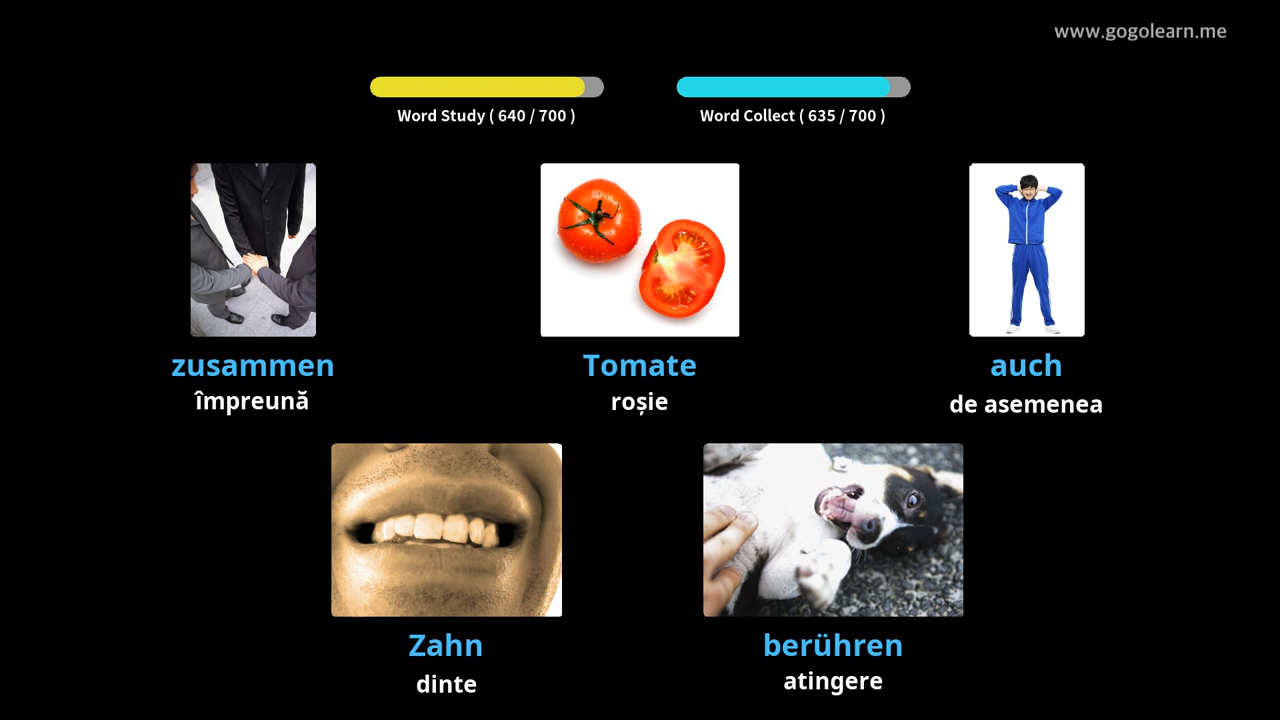 www.gogolearn.me
Word Study ( 640 / 700 )
Word Collect ( 635 / 700 )
zusammen
împreună
Tomate
roșie
auch
de asemenea
Zahn
dinte
berühren
atingere